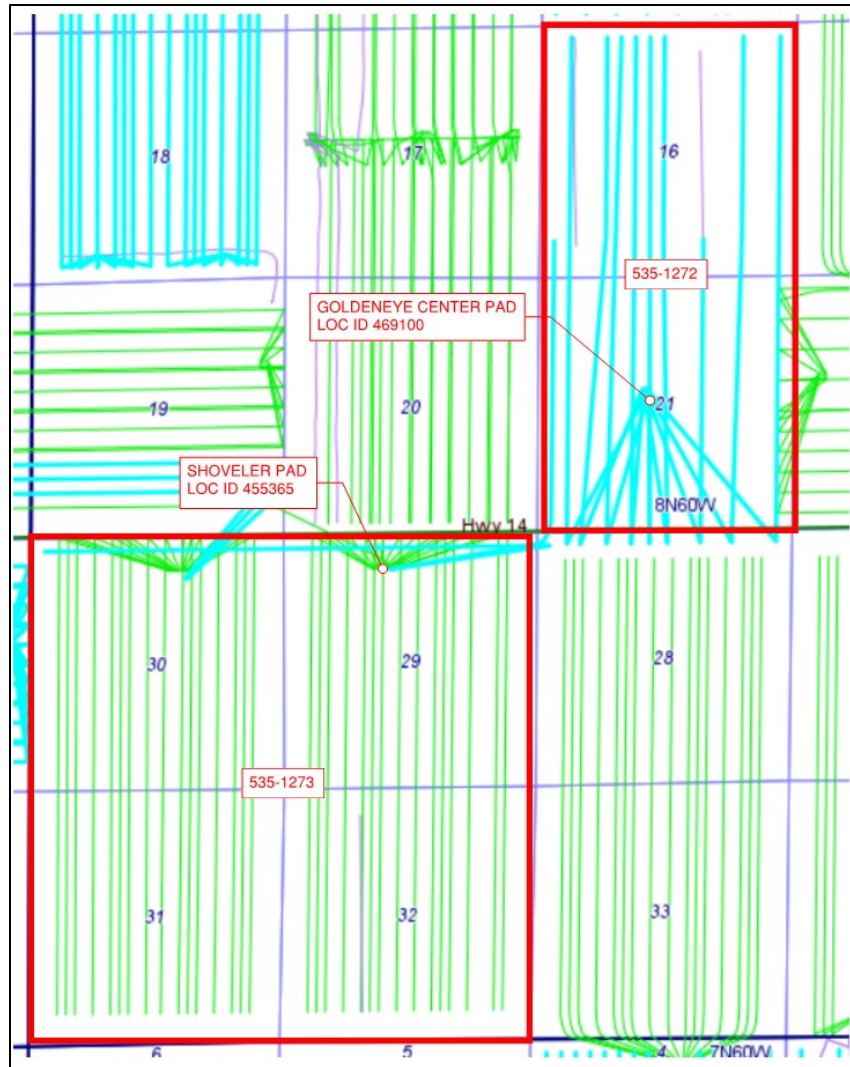 18
17
16
535-1272
GOLDENEYE CENTER PAD
LOC ID 469100
19
20
21
SHOVELER PAD
LOC ID 455365
8N60W
Hwy 14
30
29
28
535-1273
31
32
33
6
5
4
7N60W